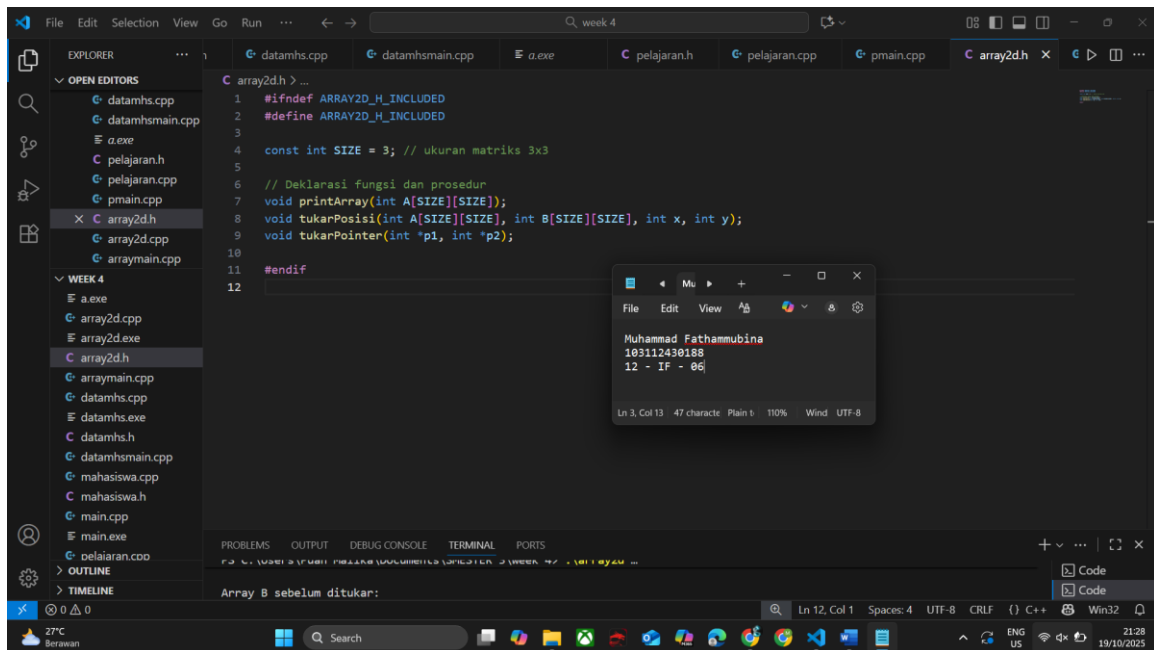 File Edit Selection View Go Run ··· ← → week 4
EXPLORER ···
OPEN EDITORS
datamhs.cpp
datamhsmain.cpp
a.exe
pelajaran.h
pelajaran.cpp
pmain.cpp
array2d.h
array2d.cpp
arraymain.cpp
WEEK 4
a.exe
array2d.cpp
array2d.exe
array2d.h
arraymain.cpp
datamhs.cpp
datamhs.exe
datamhs.h
datamhsmain.cpp
mahasiswa.cpp
mahasiswa.h
main.cpp
main.exe
pelajaran.cpp
OUTLINE
TIMELINE
datamhs.cpp datamhsmain.cpp a.exe pelajaran.h pelajaran.cpp pmain.cpp array2d.h
C array2d.h > ...
1 #ifndef ARRAY2D_H_INCLUDED
2 #define ARRAY2D_H_INCLUDED
3
4 const int SIZE = 3; // ukuran matriks 3x3
5
6 // Deklarasi fungsi dan prosedur
7 void printArray(int A[SIZE][SIZE]);
8 void tukarPosisi(int A[SIZE][SIZE], int B[SIZE][SIZE], int x, int y);
9 void tukarPointer(int *p1, int *p2);
10
11 #endif
12
Mu
File Edit View
Muhammad Fathammubina
103112430188
12 - IF - 06
Ln 3, Col 13 47 characte Plain t 110% Wind UTF-8
PROBLEMS OUTPUT DEBUG CONSOLE TERMINAL PORTS
Array B sebelum ditukar:
Code
Code
0 0 Ln 12, Col 1 Spaces: 4 UTF-8 CRLF {} C++ Win32
27°C
Berawan
Search
ENG
US
21:28
19/10/2025